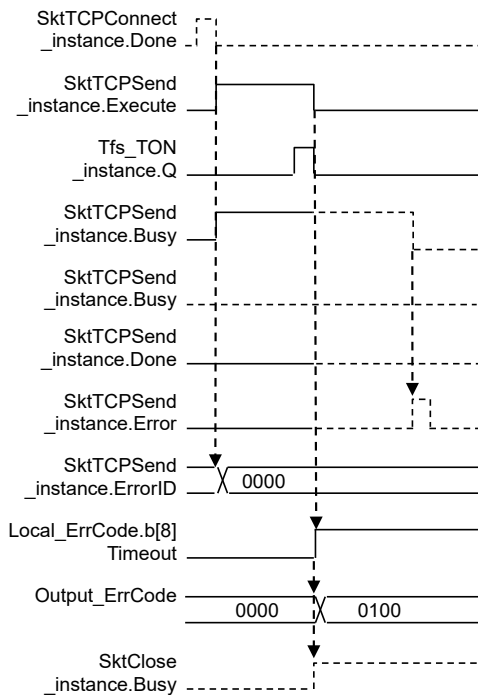 SktTCPConnect
_instance.Done
SktTCPSend
_instance.Execute
Tfs_TON
_instance.Q
SktTCPSend
_instance.Busy
SktTCPSend
_instance.Busy
SktTCPSend
_instance.Done
SktTCPSend
_instance.Error
SktTCPSend
_instance.ErrorID
0000
Local_ErrCode.b[8]
Timeout
Output_ErrCode
0000
0100
SktClose
_instance.Busy